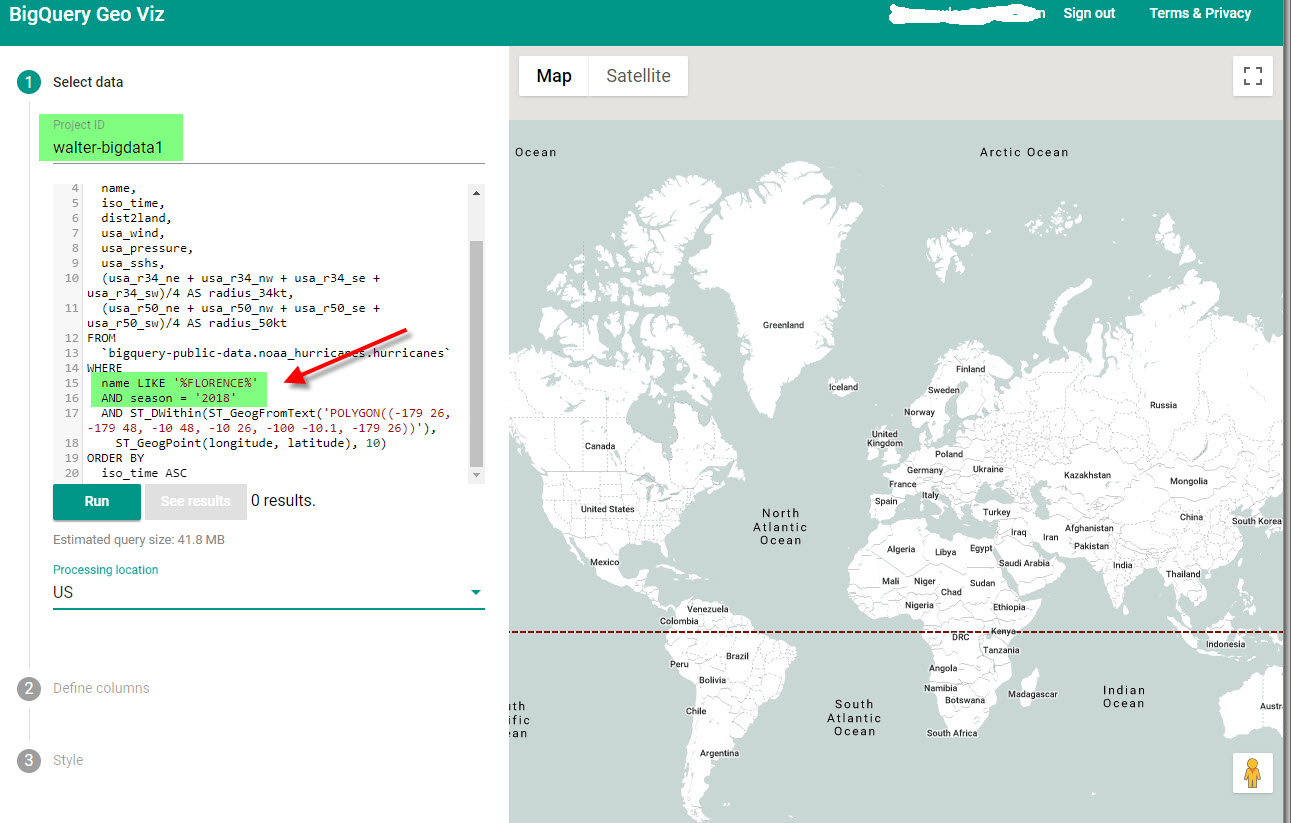 BigQuery Geo Viz
Sign out
Terms & Privacy
1 Select data
Project ID
walter-bigdata1
4 name,
5 iso_time,
6 dist2land,
7 usa_wind,
8 usa_pressure,
9 usa_sshs,
10 (usa_r34_ne + usa_r34_nw + usa_r34_se +
usa_r34_sw)/4 AS radius_34kt,
11 (usa_r50_ne + usa_r50_nw + usa_r50_se +
usa_r50_sw)/4 AS radius_50kt
12 FROM
13 `bigquery-public-data.noaa_hurricanes.hurricanes`
14 WHERE
15 name LIKE '%FLORENCE%'
16 AND season = '2018'
17 AND ST_DWithin(ST_GeogFromText('POLYGON((-179 26,
-179 48, -10 48, -10 26, -100 -10.1, -179 26))'),
18 ST_GeogPoint(longitude, latitude), 10)
19 ORDER BY
20 iso_time ASC
Run
See results
0 results.
Estimated query size: 41.8 MB
Processing location
US
2 Define columns
3 Style
Map
Satellite
Ocean
Arctic Ocean
Greenland
Iceland
Finland
Sweden
Norway
Russia
United
Kingdom
Canada
Poland
Germany
Ukraine
France
Kazakhstan
Mongolia
Italy
Spain
United States
North
Atlantic
Ocean
Turkey
China
South Korea
Afghanistan
Iraq
Iran
Pakistan
Algeria
Libya
Egypt
Saudi Arabia
Mexico
India
Thailand
Mali
Niger
Sudan
Chad
Nigeria
Ethiopia
Venezuela
Colombia
Kenya
DRC
Indonesia
Tanzania
Brazil
Peru
Angola
Bolivia
Namibia
Madagascar
Botswana
Indian
Ocean
South
Atlantic
Ocean
uth
ific
ean
Chile
Austr
South Africa
Argentina